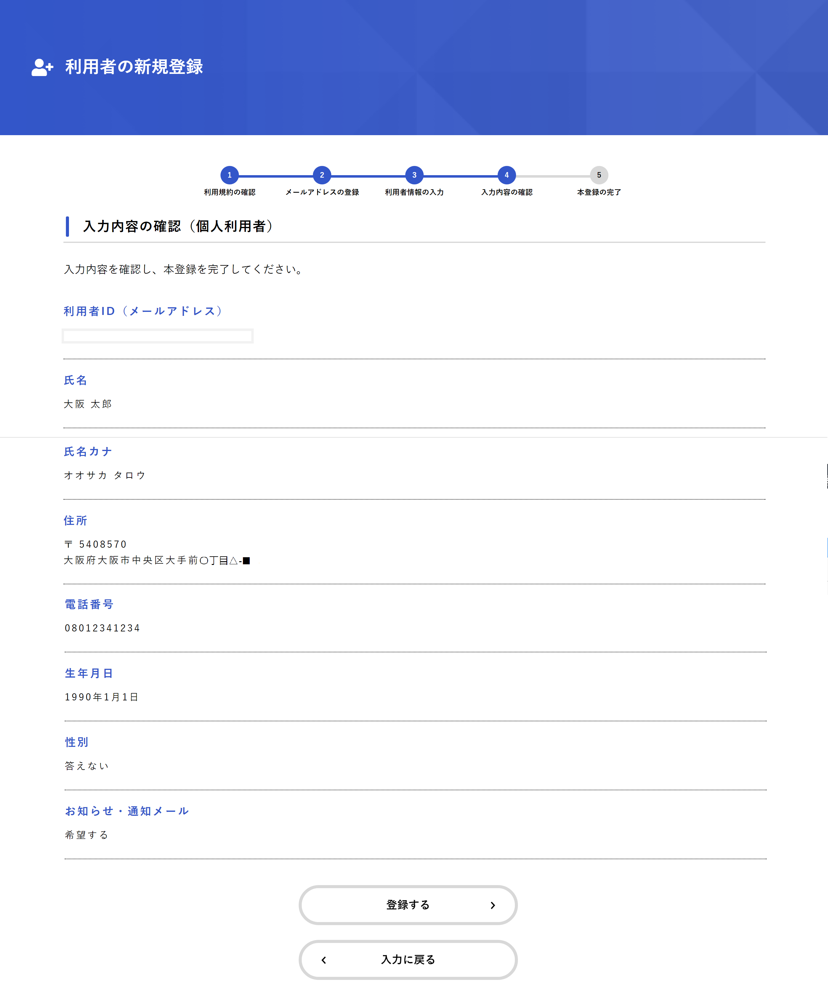 利用者の新規登録
1
2
3
4
5
利用規約の確認
メールアドレスの登録
利用者情報の入力
入力内容の確認
本登録の完了
入力内容の確認（個人利用者）
入力内容を確認し、本登録を完了してください。
利用者ID（メールアドレス）
氏名
大阪 太郎
氏名カナ
オオサカ タロウ
住所
〒 5408570
大阪府大阪市中央区大手前〇丁目△-■
電話番号
08012341234
生年月日
1990年1月1日
性別
答えない
お知らせ・通知メール
希望する
登録する
入力に戻る